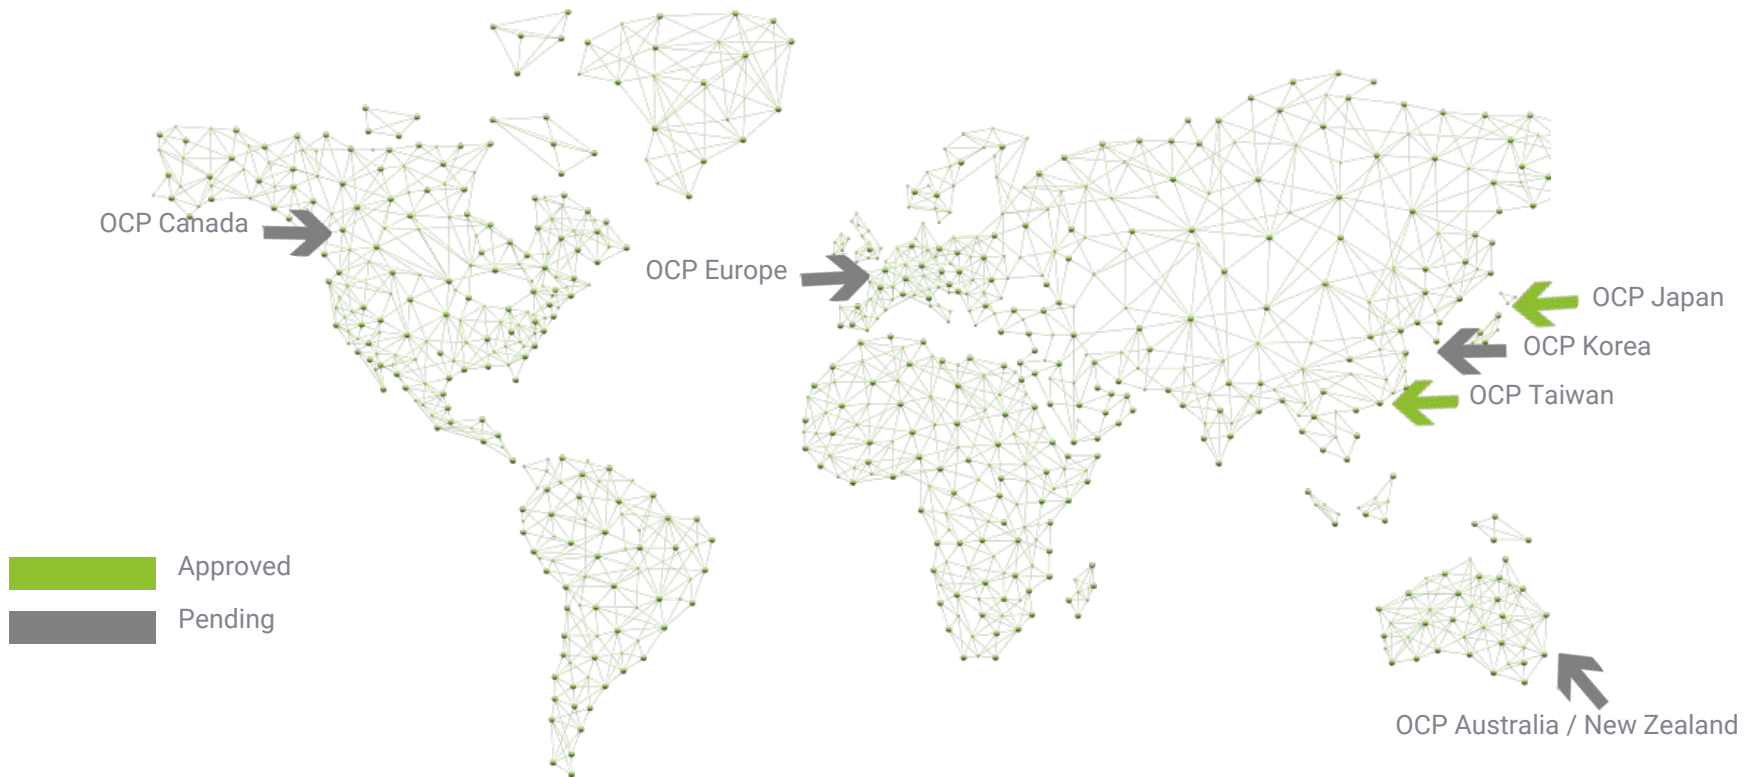 OCP Canada
OCP Europe
OCP Japan
OCP Korea
OCP Taiwan
Approved
Pending
OCP Australia / New Zealand